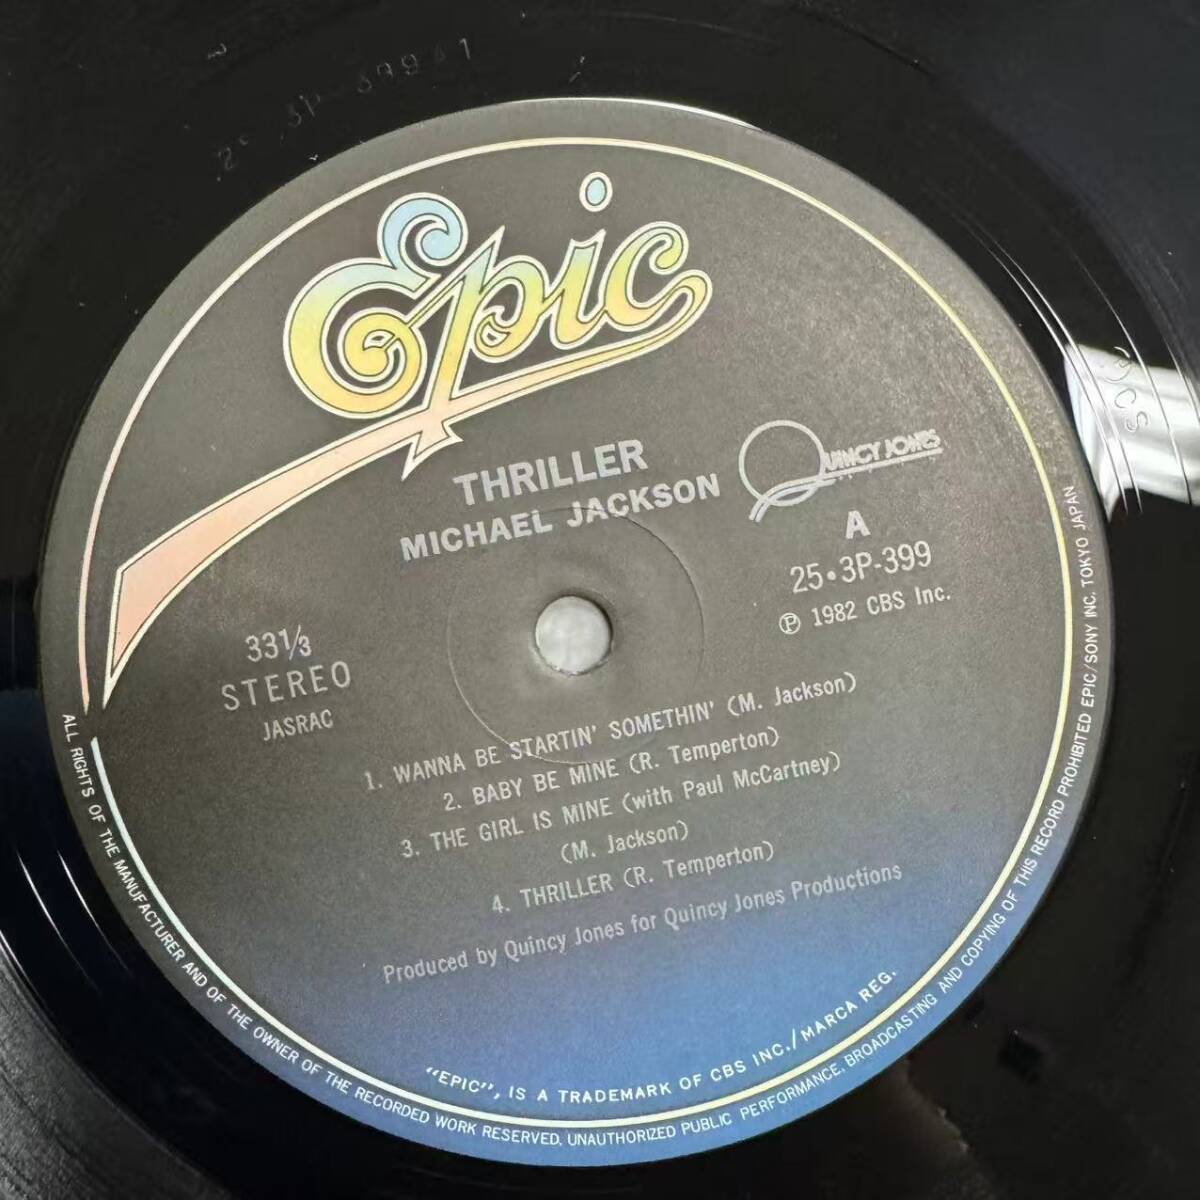 Epic
THRILLER
MICHAEL JACKSON
QUINCY JONES
A
25•3P-399
℗ 1982 CBS Inc.
33⅓
STEREO
JASRAC
1. WANNA BE STARTIN' SOMETHIN' (M. Jackson)
2. BABY BE MINE (R. Temperton)
3. THE GIRL IS MINE (with Paul McCartney)
(M. Jackson)
4. THRILLER (R. Temperton)
Produced by Quincy Jones for Quincy Jones Productions
"EPIC", IS A TRADEMARK OF CBS INC./MARCA REG.
ALL RIGHTS OF THE MANUFACTURER AND OF THE OWNER OF THE RECORDED WORK RESERVED, UNAUTHORIZED PUBLIC PERFORMANCE, BROADCASTING AND COPYING OF THIS RECORD PROHIBITED EPIC/SONY INC. TOKYO JAPAN